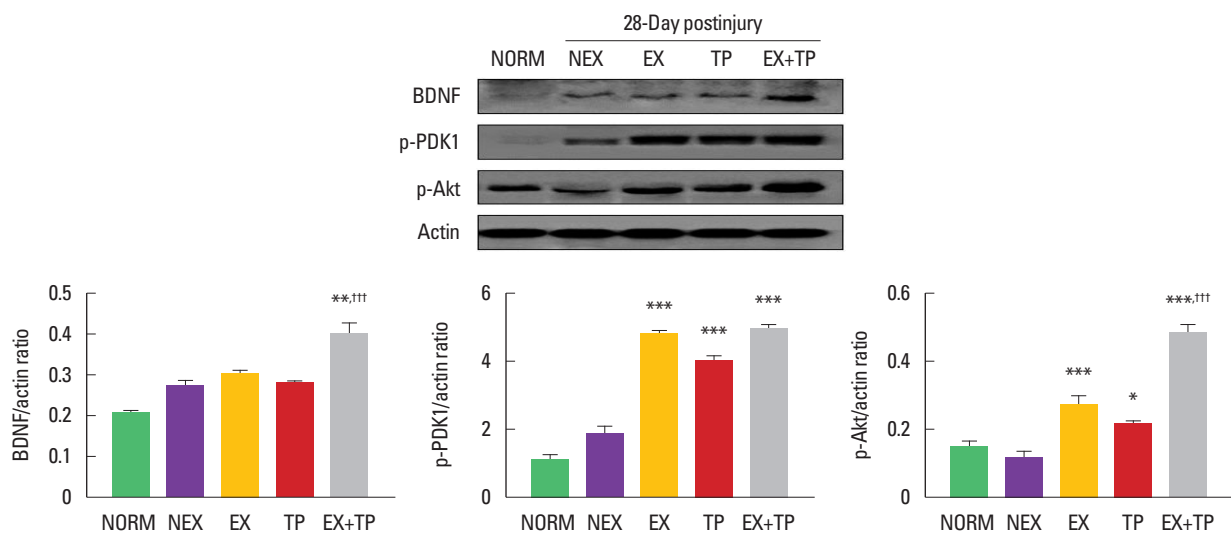 28-Day postinjury
NORM NEX EX TP EX+TP
BDNF
p-PDK1
p-Akt
Actin
BDNF/actin ratio
0.5
0.4
0.3
0.2
0.1
0
**,†††
NORM NEX EX TP EX+TP
p-PDK1/actin ratio
6
4
2
0
***
***
***
NORM NEX EX TP EX+TP
p-Akt/actin ratio
0.6
0.4
0.2
0
***
*
***,†††
NORM NEX EX TP EX+TP